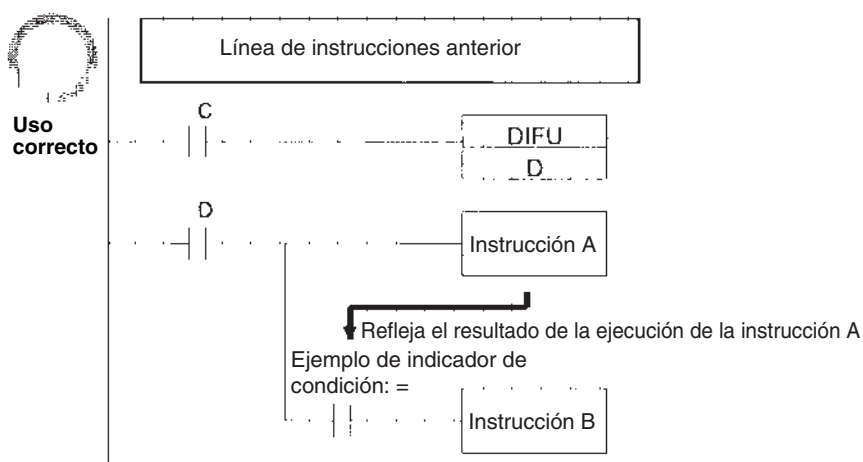 Línea de instrucciones anterior
Uso
correcto
C
DIFU
D
D
Instrucción A
Refleja el resultado de la ejecución de la instrucción A
Ejemplo de indicador de
condición: =
Instrucción B